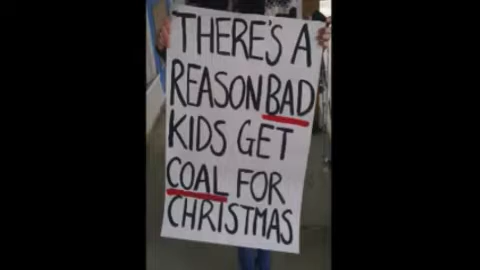 THERE'S A
REASON BAD
KIDS GET
COAL FOR
CHRISTMAS